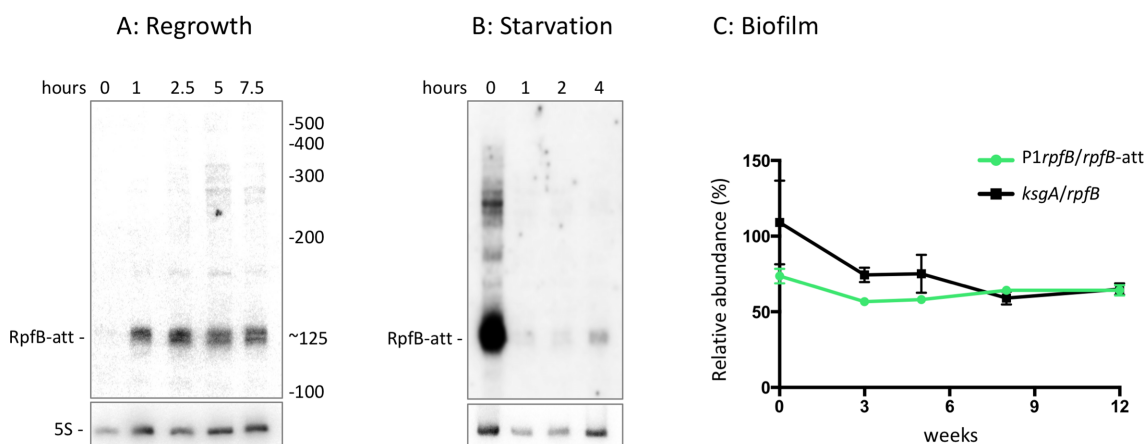 A: Regrowth
hours 0 1 2.5 5 7.5
-500
-400
-300
-200
RpfB-att - ~125
-100
5S -
B: Starvation
hours 0 1 2 4
RpfB-att -
C: Biofilm
P1rpfB/rpfB-att
ksgA/rpfB
Relative abundance (%)
150
100
50
0
0 3 6 9 12
weeks